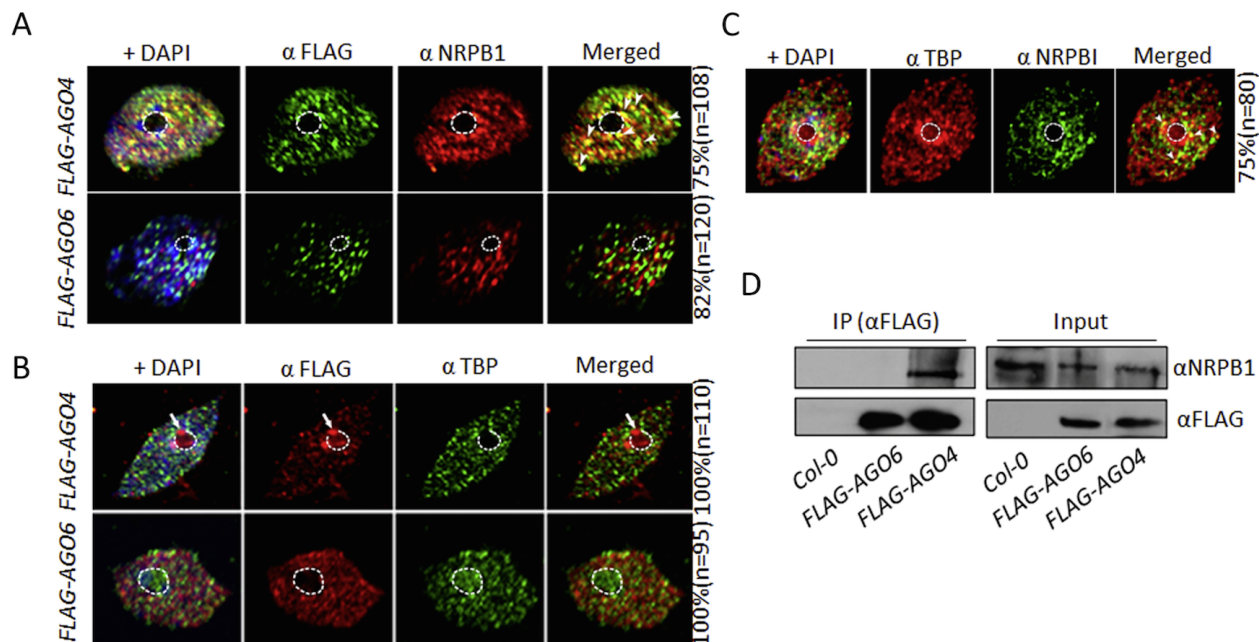 A
+ DAPI α FLAG α NRPB1 Merged
FLAG-AGO4
75%(n=108)
FLAG-AGO6
82%(n=120)
B
+ DAPI α FLAG α TBP Merged
FLAG-AGO4
100%(n=110)
FLAG-AGO6
100%(n=95)
C
+ DAPI α TBP α NRPBI Merged
75%(n=80)
D
IP (αFLAG) Input
αNRPB1
αFLAG
Col-0 FLAG-AGO6 FLAG-AGO4 Col-0 FLAG-AGO6 FLAG-AGO4